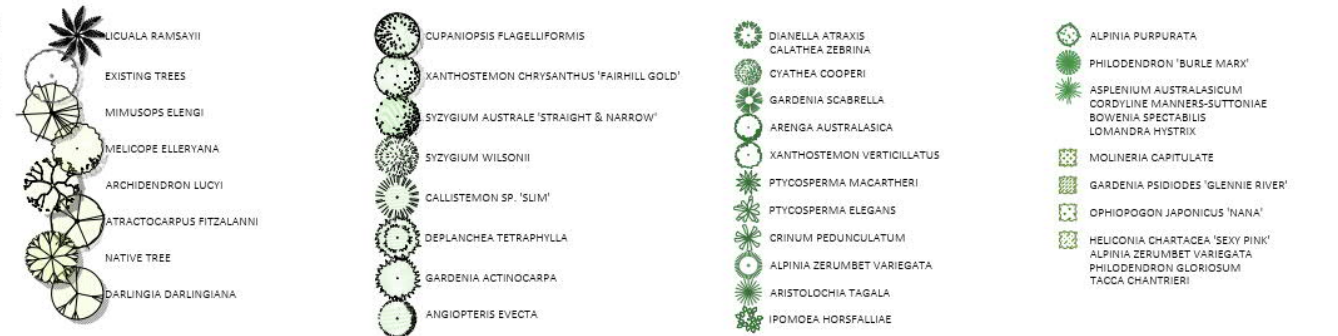 LICUALA RAMSAYII
EXISTING TREES
MIMUSOPS ELENGI
MELICOPE ELLERYANA
ARCHIDENDRON LUCYI
ATRACTOCARPUS FITZALANNI
NATIVE TREE
DARLINGIA DARLINGIANA
CUPANIOPSIS FLAGELLIFORMIS
XANTHOSTEMON CHRYSANTHUS 'FAIRHILL GOLD'
SYZYGIUM AUSTRALE 'STRAIGHT & NARROW'
SYZYGIUM WILSONII
CALLISTEMON SP. 'SLIM'
DEPLANCHEA TETRAPHYLLA
GARDENIA ACTINOCARPA
ANGIOPTERIS EVECTA
DIANELLA ATRAXIS
CALATHEA ZEBRINA
CYATHEA COOPERI
GARDENIA SCABRELLA
ARENGA AUSTRALASICA
XANTHOSTEMON VERTICILLATUS
PTYCOSPERMA MACARTHERI
PTYCOSPERMA ELEGANS
CRINUM PEDUNCULATUM
ALPINIA ZERUMBET VARIEGATA
ARISTOLOCHIA TAGALA
IPOMOEA HORSFALLIAE
ALPINIA PURPURATA
PHILODENDRON 'BURLE MARX'
ASPLENIUM AUSTRALASICUM
CORDYLINE MANNERS-SUTTONIAE
BOWENIA SPECTABILIS
LOMANDRA HYSTRIX
MOLINERIA CAPITULATE
GARDENIA PSIDIODES 'GLENNIE RIVER'
OPHIOPOGON JAPONICUS 'NANA'
HELICONIA CHARTACEA 'SEXY PINK'
ALPINIA ZERUMBET VARIEGATA
PHILODENDRON GLORIOSUM
TACCA CHANTRIERI